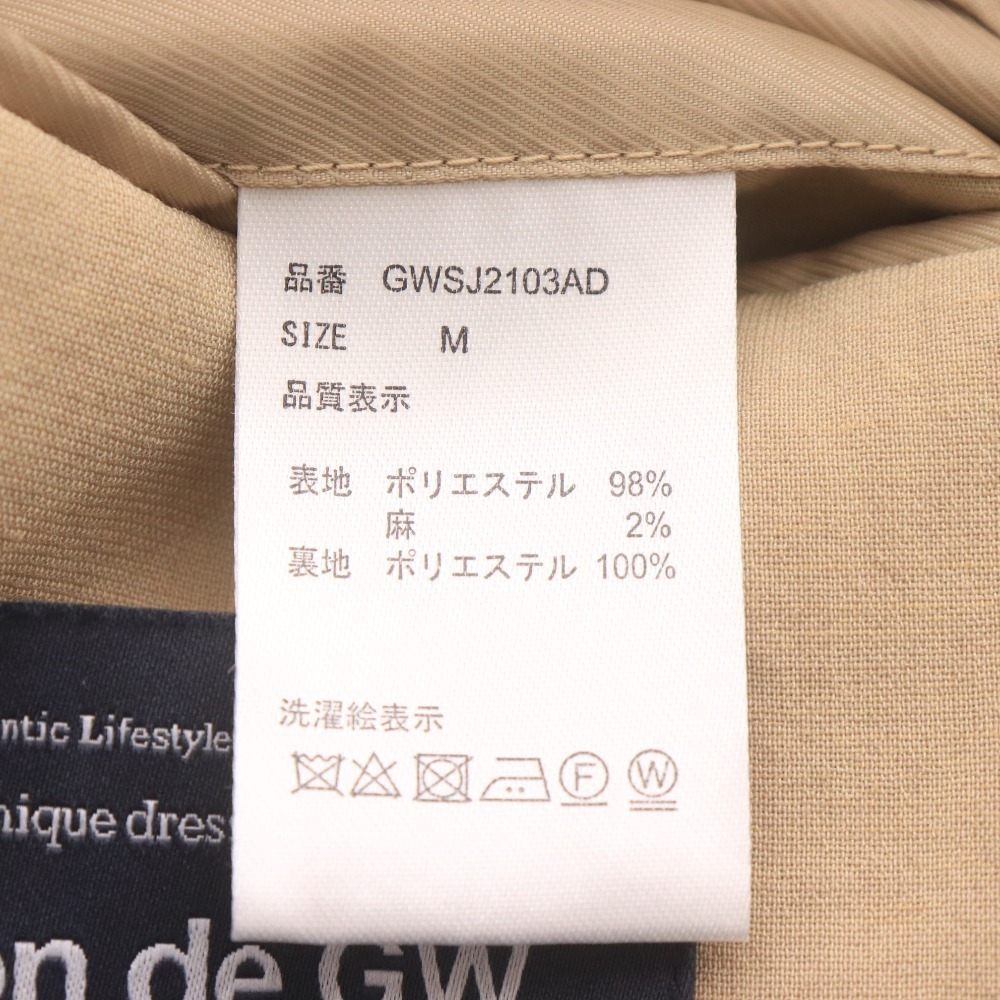 品番 GWSJ2103AD
SIZE M
品質表示
表地 ポリエステル 98%
麻 2%
裏地 ポリエステル 100%
洗濯絵表示
F W
ntic Lifestyle
nique dres
en de GW